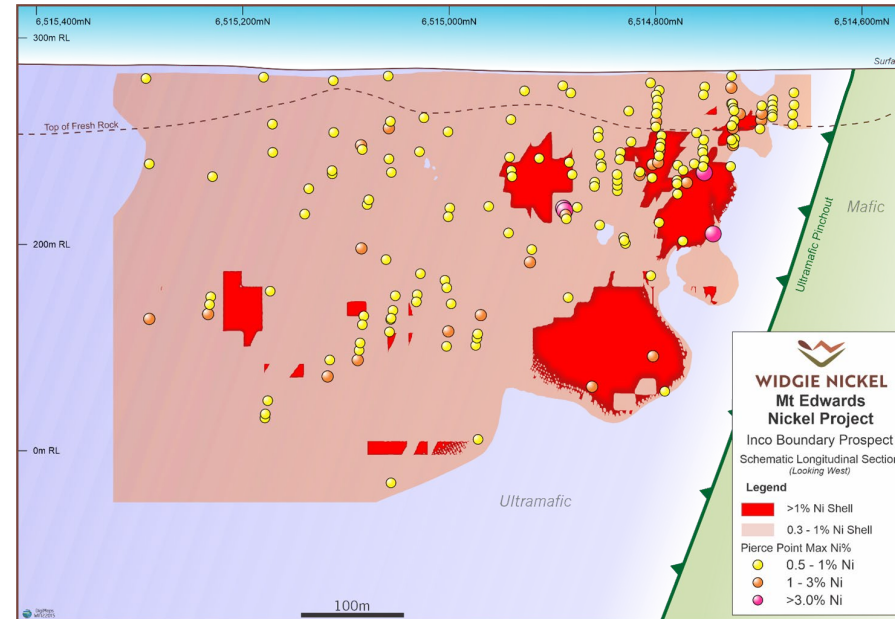 6,515,400mN 6,515,200mN 6,515,000mN 6,514,800mN 6,514,600mN
300m RL
Surfa
Top of Fresh Rock
Mafic
200m RL
Ultramafic Pinchout
WIDGIE NICKEL
Mt Edwards
Nickel Project
Inco Boundary Prospect
Schematic Longitudinal Section
(Looking West)
0m RL
Legend
Ultramafic
>1% Ni Shell
0.3 - 1% Ni Shell
Pierce Point Max Ni%
0.5 - 1% Ni
1 - 3% Ni
>3.0% Ni
100m